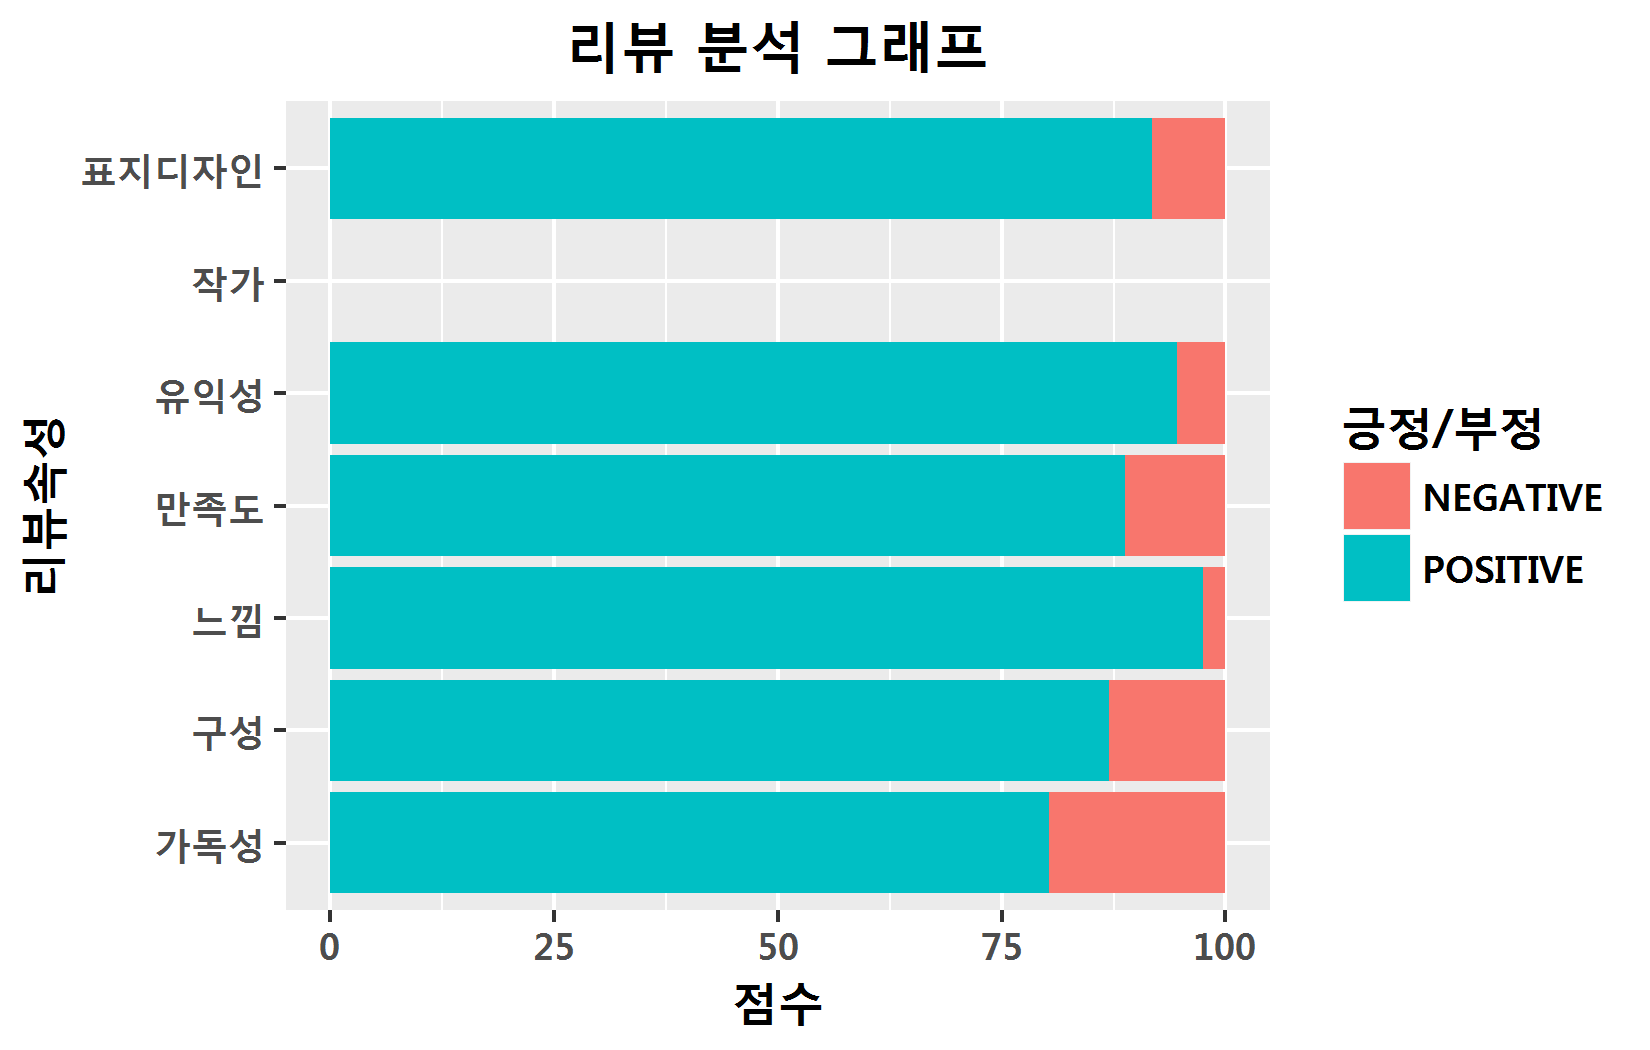 리뷰 분석 그래프
표지디자인
작가
유익성
만족도
느낌
구성
가독성
리뷰속성
0 25 50 75 100
점수
긍정/부정
NEGATIVE
POSITIVE